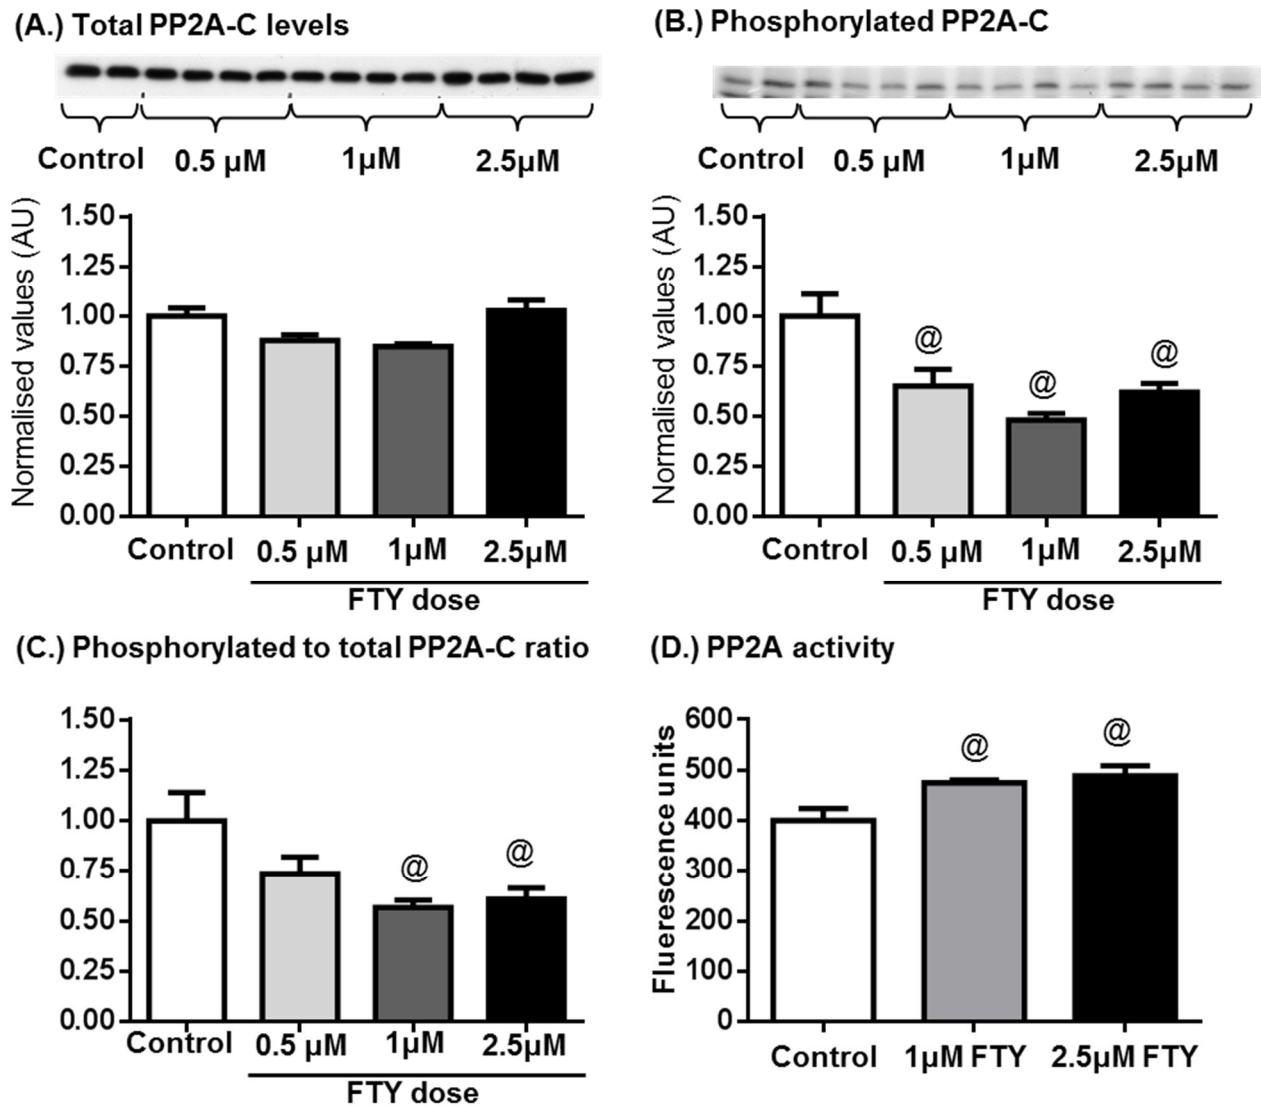 (A.) Total PP2A-C levels
Control 0.5 µM 1µM 2.5µM
Normalised values (AU)
1.50
1.25
1.00
0.75
0.50
0.25
0.00
Control 0.5 µM 1µM 2.5µM
FTY dose
(B.) Phosphorylated PP2A-C
Control 0.5 µM 1µM 2.5µM
Normalised values (AU)
1.50
1.25
1.00
0.75
0.50
0.25
0.00
@ @ @
Control 0.5 µM 1µM 2.5µM
FTY dose
(C.) Phosphorylated to total PP2A-C ratio
1.50
1.25
1.00
0.75
0.50
0.25
0.00
@ @
Control 0.5 µM 1µM 2.5µM
FTY dose
(D.) PP2A activity
Fluerescence units
600
500
400
300
200
100
0
@ @
Control 1µM FTY 2.5µM FTY